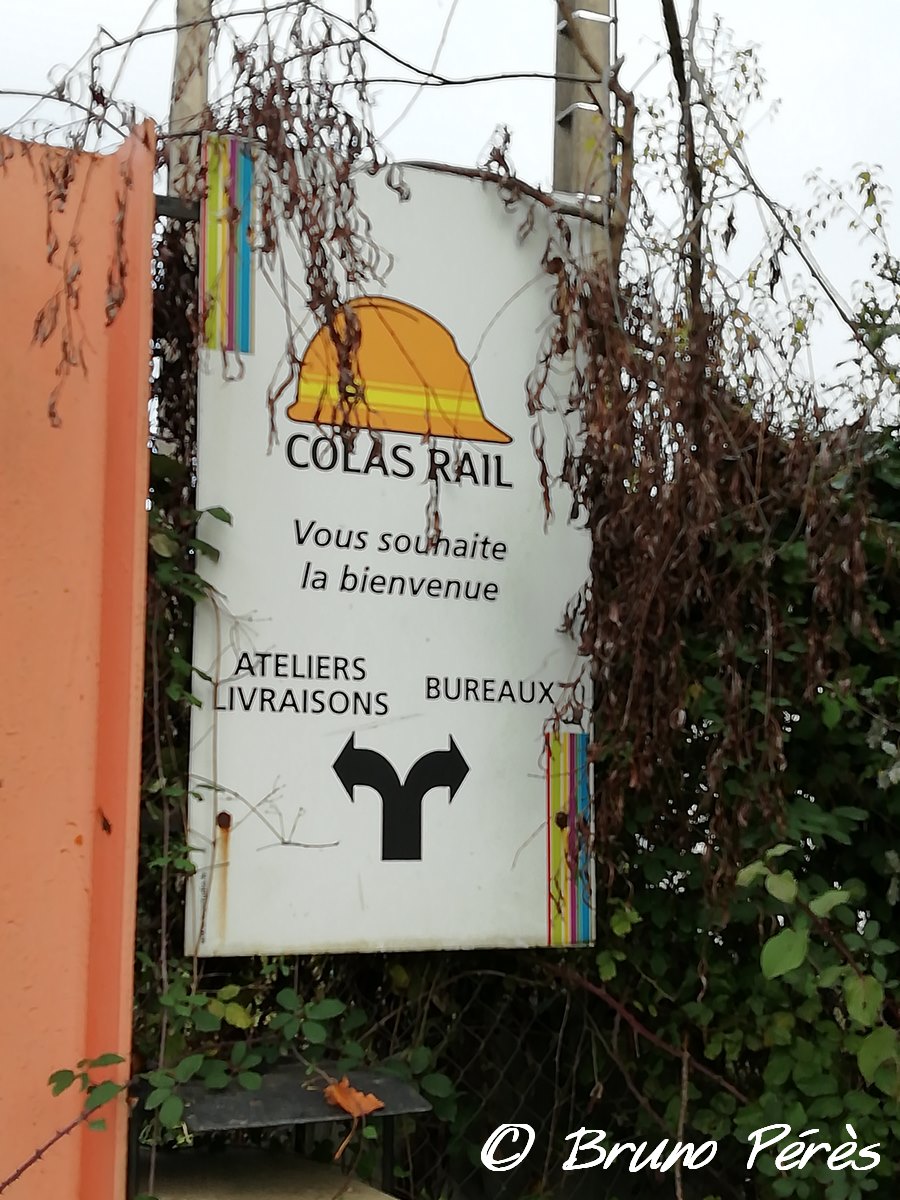 COLAS RAIL
Vous souhaite
la bienvenue
ATELIERS
LIVRAISONS
BUREAUX
© Bruno Pérès